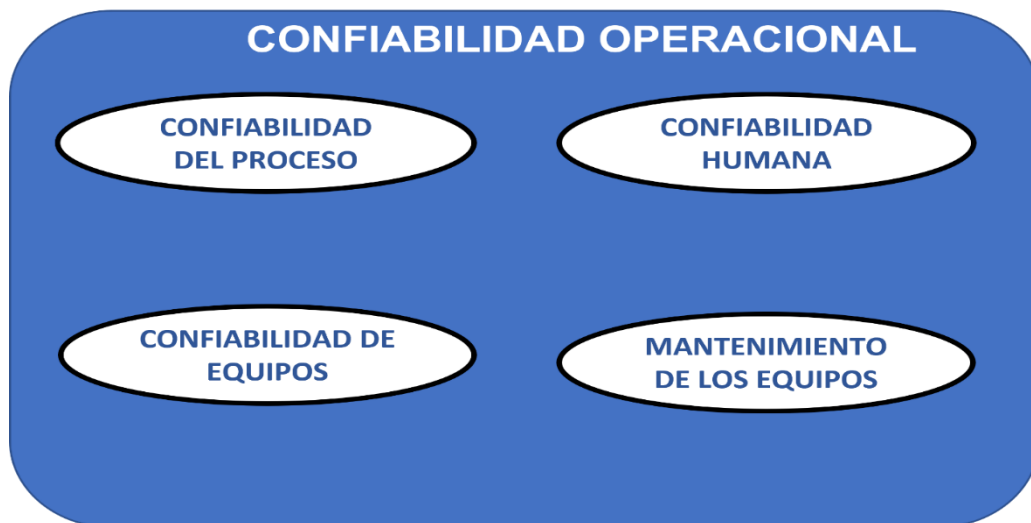 CONFIABILIDAD OPERACIONAL
CONFIABILIDAD
DEL PROCESO
CONFIABILIDAD
HUMANA
CONFIABILIDAD DE
EQUIPOS
MANTENIMIENTO
DE LOS EQUIPOS